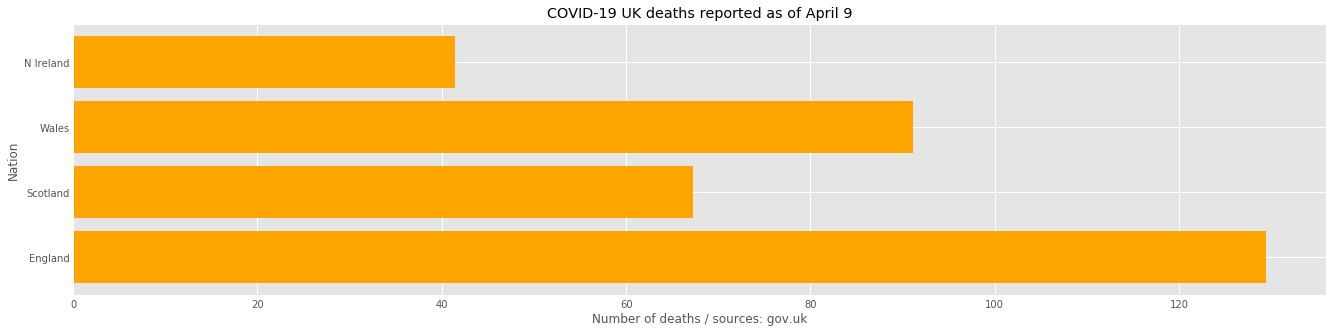 COVID-19 UK deaths reported as of April 9
Nation
N Ireland
Wales
Scotland
England
0 20 40 60 80 100 120
Number of deaths / sources: gov.uk